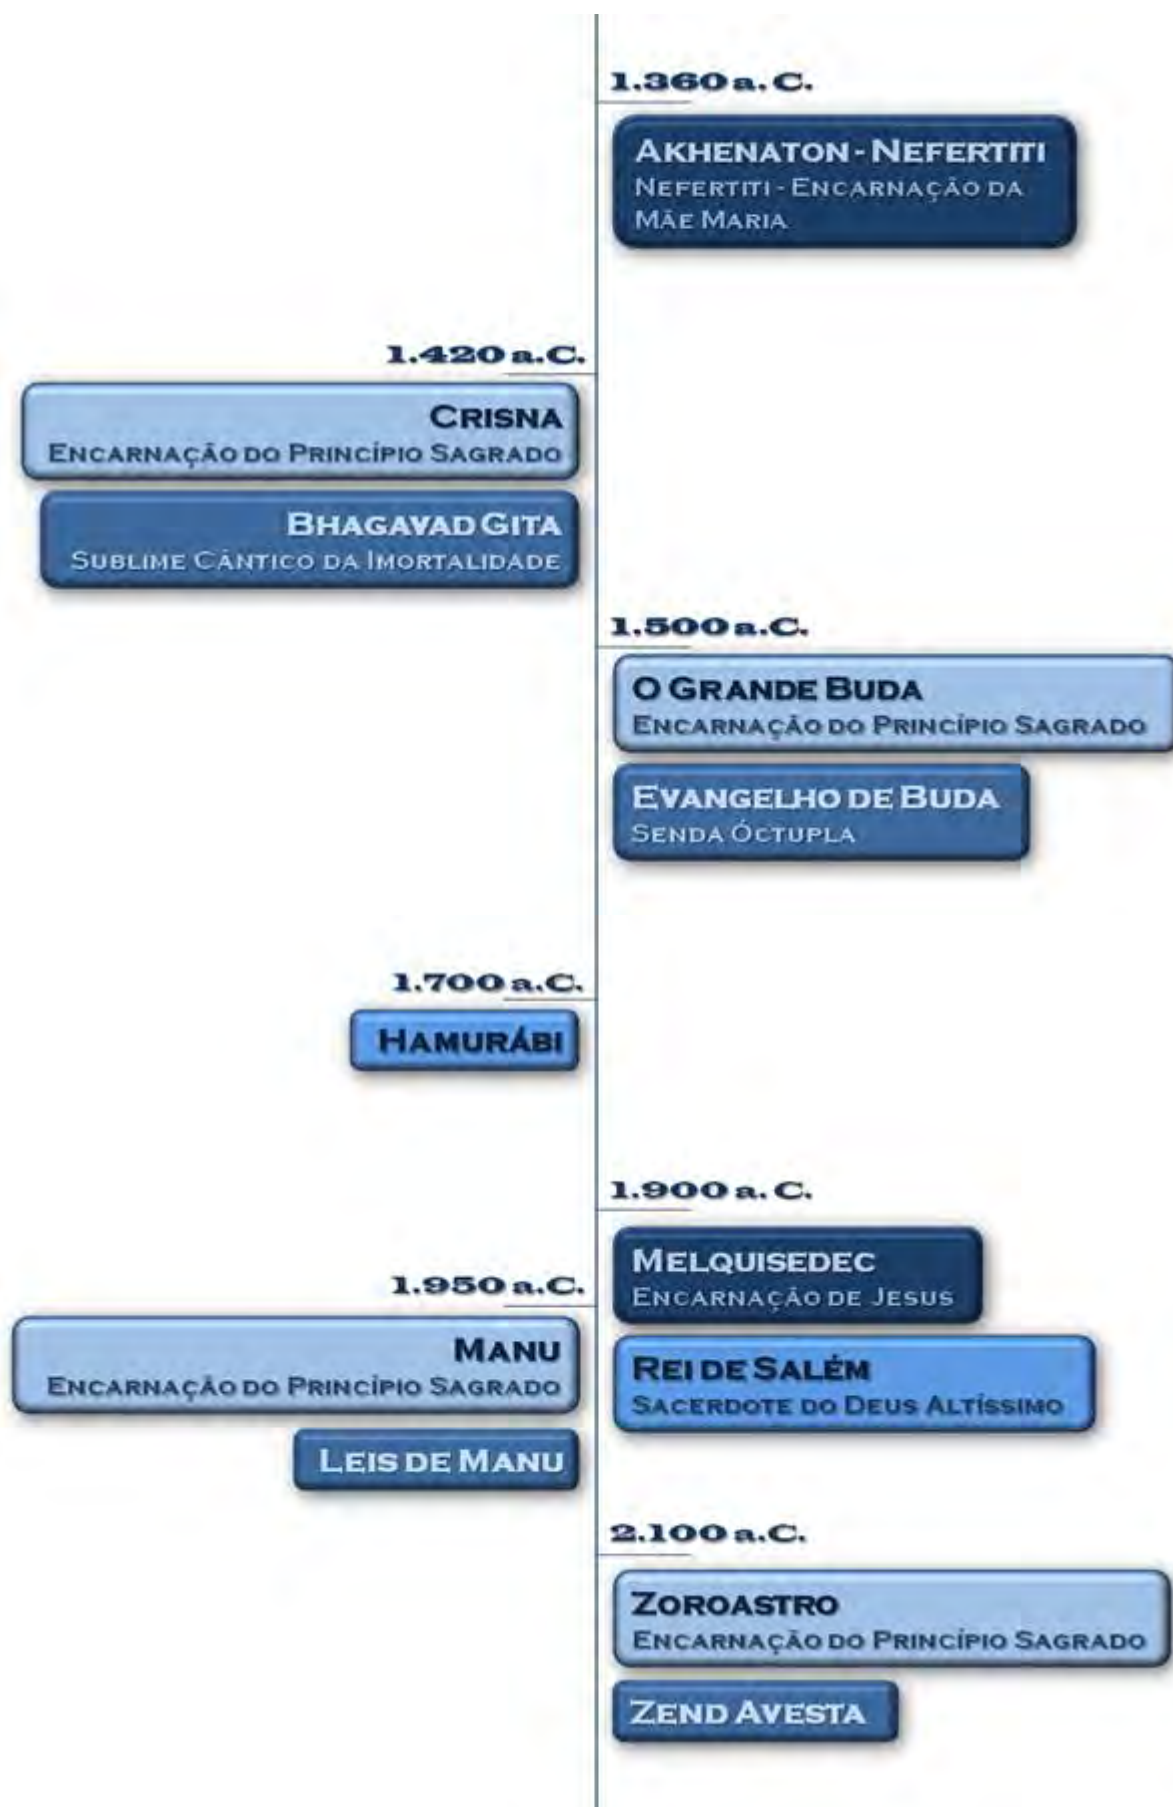 1.360 a. C.
AKHENATON - NEFERTITI
NEFERTITI - ENCARNAÇÃO DA
MÃE MARIA
1.420 a.C.
CRISNA
ENCARNAÇÃO DO PRINCÍPIO SAGRADO
BHAGAVAD GITA
SUBLIME CÂNTICO DA IMORTALIDADE
1.500 a.C.
O GRANDE BUDA
ENCARNAÇÃO DO PRINCÍPIO SAGRADO
EVANGELHO DE BUDA
SENDA ÓCTUPLA
1.700 a.C.
HAMURÁBI
1.900 a. C.
MELQUISEDEC
ENCARNAÇÃO DE JESUS
REI DE SALÉM
SACERDOTE DO DEUS ALTÍSSIMO
1.950 a.C.
MANU
ENCARNAÇÃO DO PRINCÍPIO SAGRADO
LEIS DE MANU
2.100 a.C.
ZOROASTRO
ENCARNAÇÃO DO PRINCÍPIO SAGRADO
ZEND AVESTA